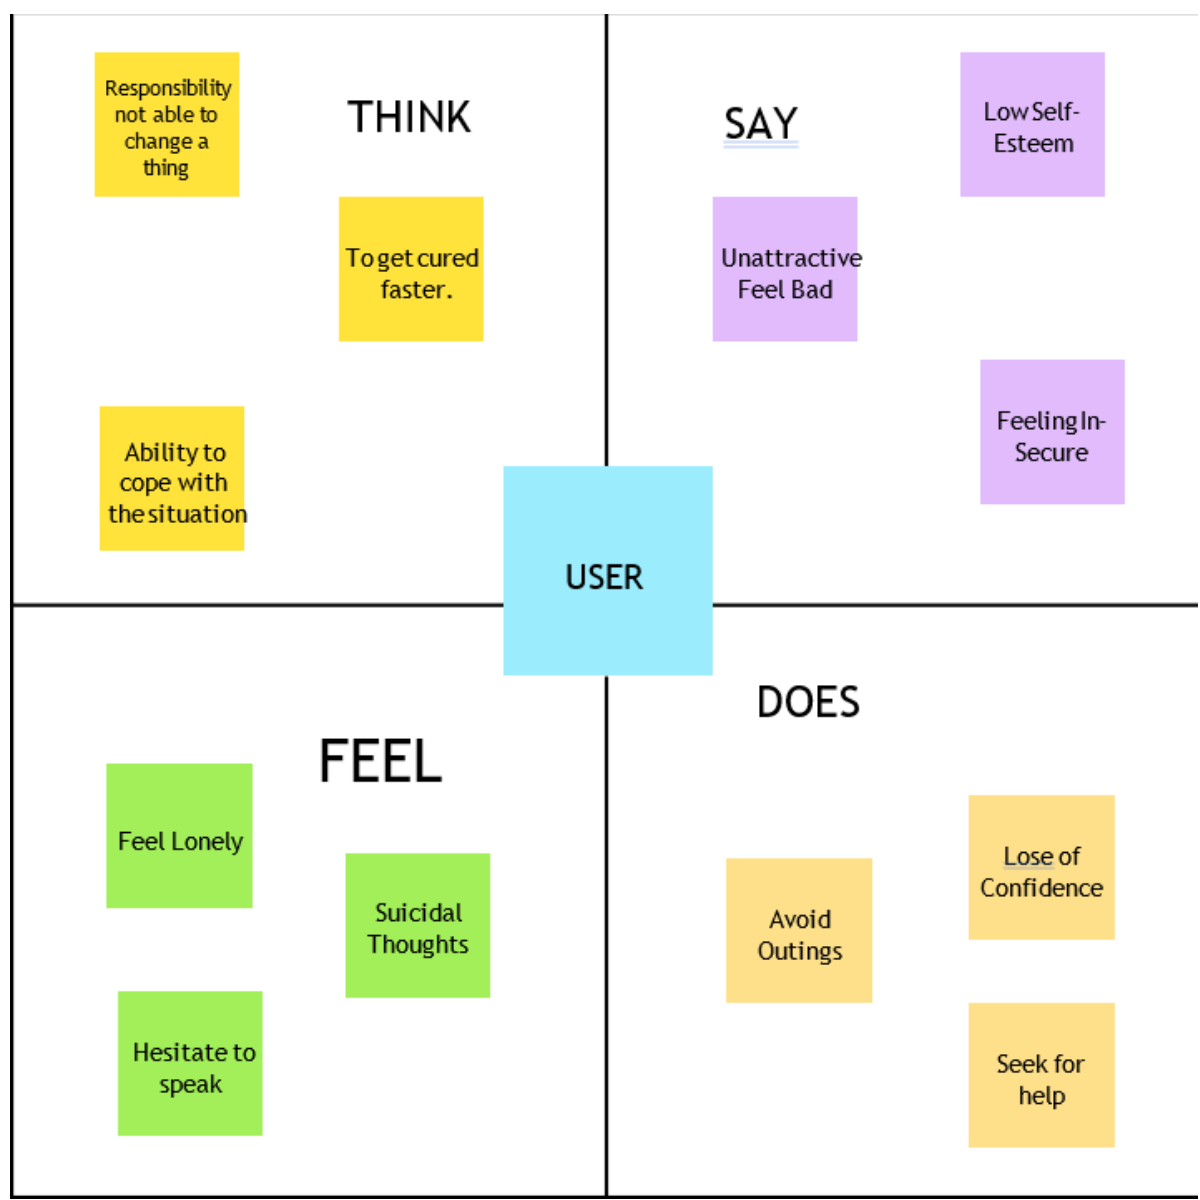 THINK
Responsibility
not able to
change a
thing
To get cured
faster.
Ability to
cope with
the situation
SAY
Low Self-
Esteem
Unattractive
Feel Bad
Feeling In-
Secure
USER
FEEL
Feel Lonely
Suicidal
Thoughts
Hesitate to
speak
DOES
Lose of
Confidence
Avoid
Outings
Seek for
help